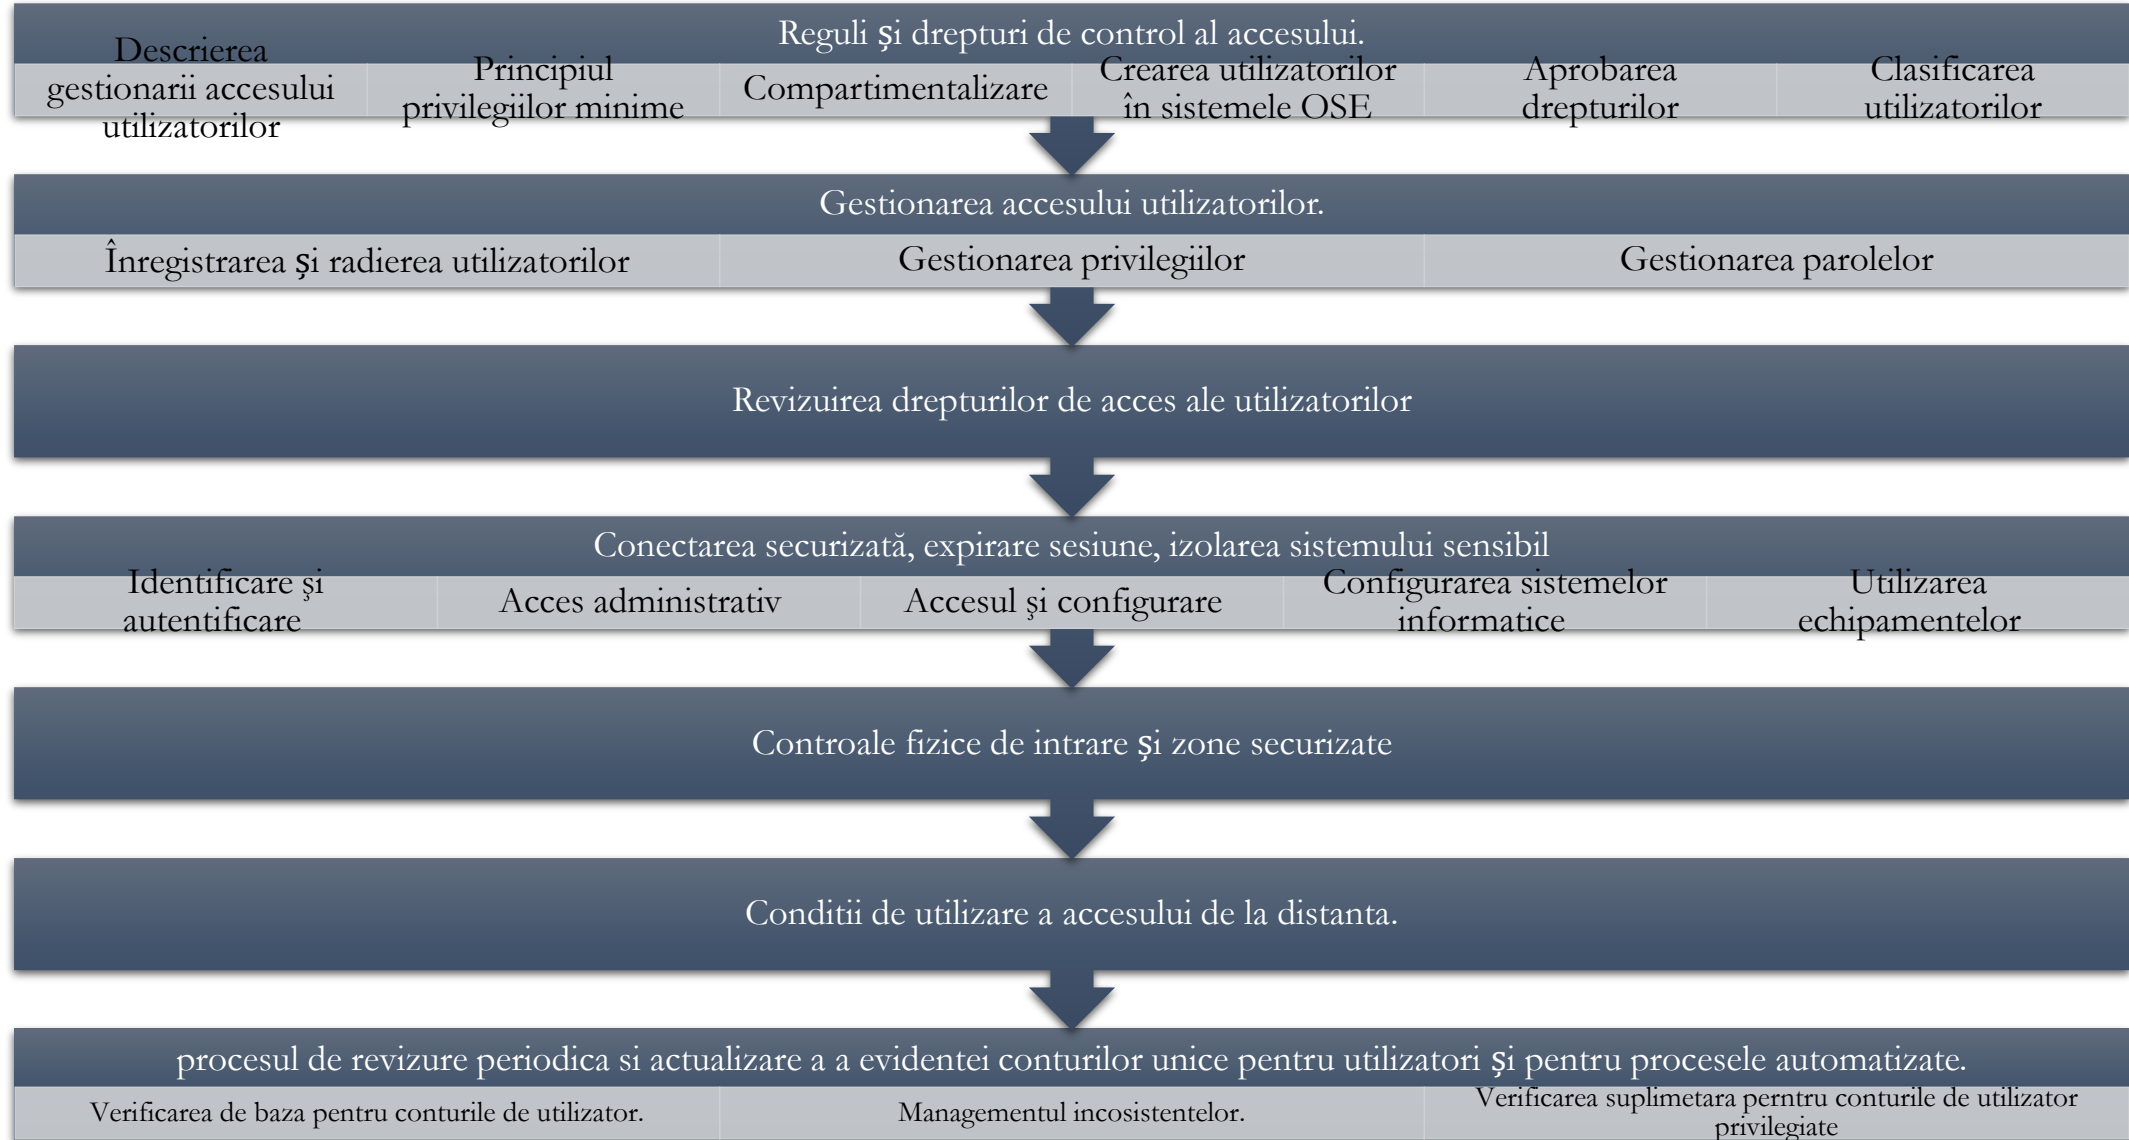 Reguli și drepturi de control al accesului.
Descrierea
gestionarii accesului
utilizatorilor
Principiul
privilegiilor minime
Compartimentalizare
Crearea utilizatorilor
în sistemele OSE
Aprobarea
drepturilor
Clasificarea
utilizatorilor
Gestionarea accesului utilizatorilor.
Înregistrarea și radierea utilizatorilor
Gestionarea privilegiilor
Gestionarea parolelor
Revizuirea drepturilor de acces ale utilizatorilor
Conectarea securizată, expirare sesiune, izolarea sistemului sensibil
Identificare şi
autentificare
Acces administrativ
Accesul şi configurare
Configurarea sistemelor
informatice
Utilizarea
echipamentelor
Controale fizice de intrare și zone securizate
Conditii de utilizare a accesului de la distanta.
procesul de revizure periodica si actualizare a a evidentei conturilor unice pentru utilizatori și pentru procesele automatizate.
Verificarea de baza pentru conturile de utilizator.
Managementul incosistentelor.
Verificarea suplimetara perntru conturile de utilizator
privilegiate